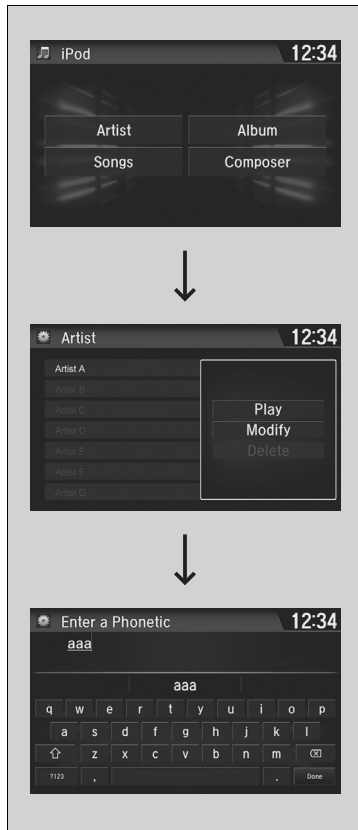 iPod 12:34
Artist Album
Songs Composer
Artist 12:34
Artist A
Artist B
Artist C
Artist D
Artist E
Artist F
Artist G
Play
Modify
Delete
Enter a Phonetic 12:34
aaa
aaa
q w e r t y u i o p
a s d f g h j k l
z x c v b n m
?123 , . Done